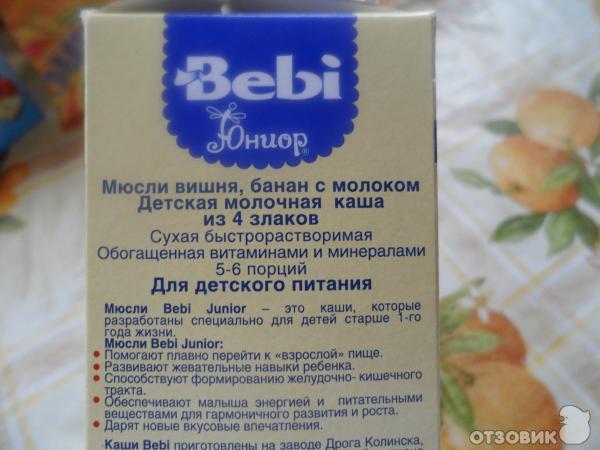 Bebi
Юниор®
Мюсли вишня, банан с молоком
Детская молочная каша
из 4 злаков
Сухая быстрорастворимая
Обогащенная витаминами и минералами
5-6 порций
Для детского питания
Мюсли Bebi Junior – это каши, которые
разработаны специально для детей старше 1-го
года жизни.
Мюсли Bebi Junior:
• Помогают плавно перейти к «взрослой» пище.
• Развивают жевательные навыки ребенка.
• Способствуют формированию желудочно- кишечного
тракта.
• Обеспечивают малыша энергией и питательными
веществами для гармоничного развития и роста.
• Дарят новые вкусовые впечатления.
Каши Bebi приготовлены на заводе Дрога Колинска,
ОТЗОВИК